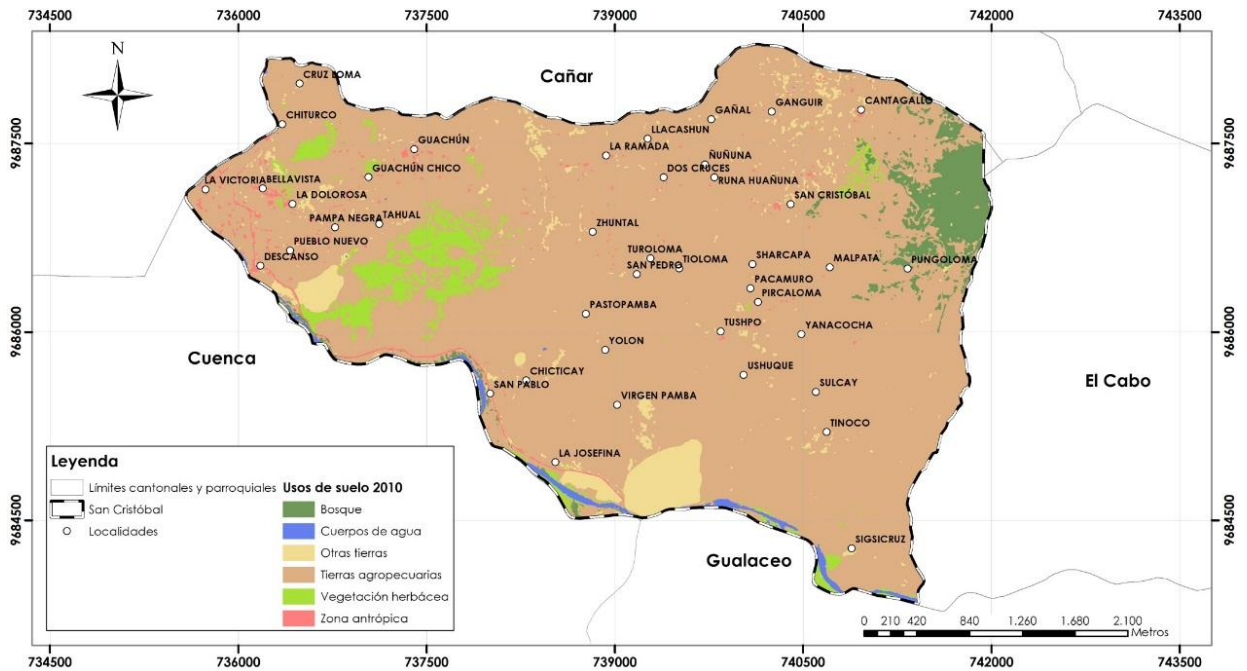 734500 736000 737500 739000 740500 742000 743500
N
Cañar
CRUZ LOMA
CANTAGALLO
GANGUIR
GAÑAL
CHITURCO
LLACASHUN
9687500 9687500
GUACHÚN
LA RAMADA
ÑUÑUNA
GUACHÚN CHICO
DOS CRUCES
RUNA HUAÑUNA
LA VICTORIA BELLAVISTA
LA DOLOROSA
SAN CRISTÓBAL
PAMPA NEGRA TAHUAL
ZHUNTAL
PUEBLO NUEVO
TUROLOMA
DESCANSO
SAN PEDRO TIOLOMA
SHARCAPA
MALPATA
PUNGOLOMA
PACAMURO
PIRCALOMA
PASTOPAMBA
TUSHPO
YANACOCHA
9686000 9686000
Cuenca
YOLON
El Cabo
CHICTICAY
USHUQUE
SAN PABLO
SULCAY
VIRGEN PAMBA
TINOCO
LA JOSEFINA
Leyenda
Límites cantonales y parroquiales
San Cristóbal
Localidades
Usos de suelo 2010
Bosque
Cuerpos de agua
Otras tierras
Tierras agropecuarias
Vegetación herbácea
Zona antrópica
9684500 9684500
SIGSICRUZ
Gualaceo
0 210 420 840 1.260 1.680 2.100
Metros
734500 736000 737500 739000 740500 742000 743500